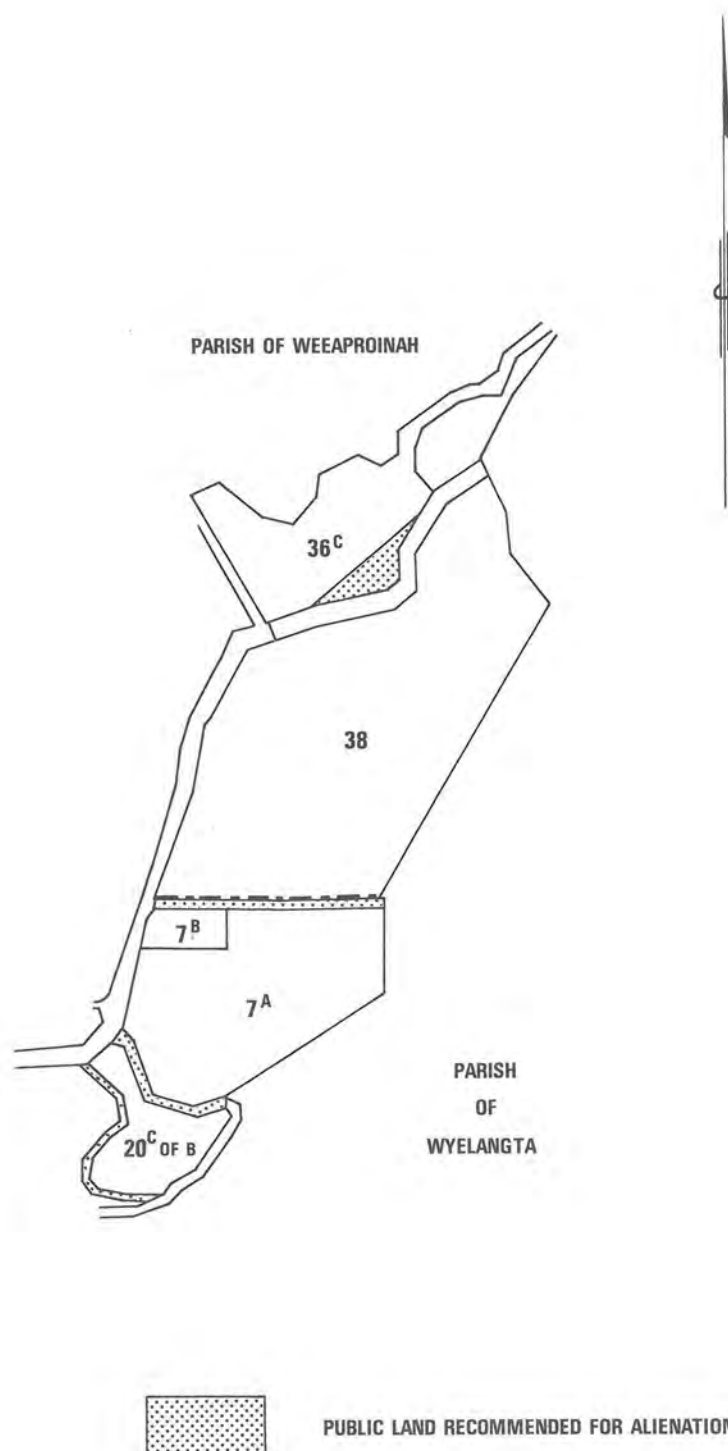 PARISH OF WEEAPROINAH
36C
38
7B
7A
PARISH
OF
WYELANGTA
20C OF B
PUBLIC LAND RECOMMENDED FOR ALIENATION